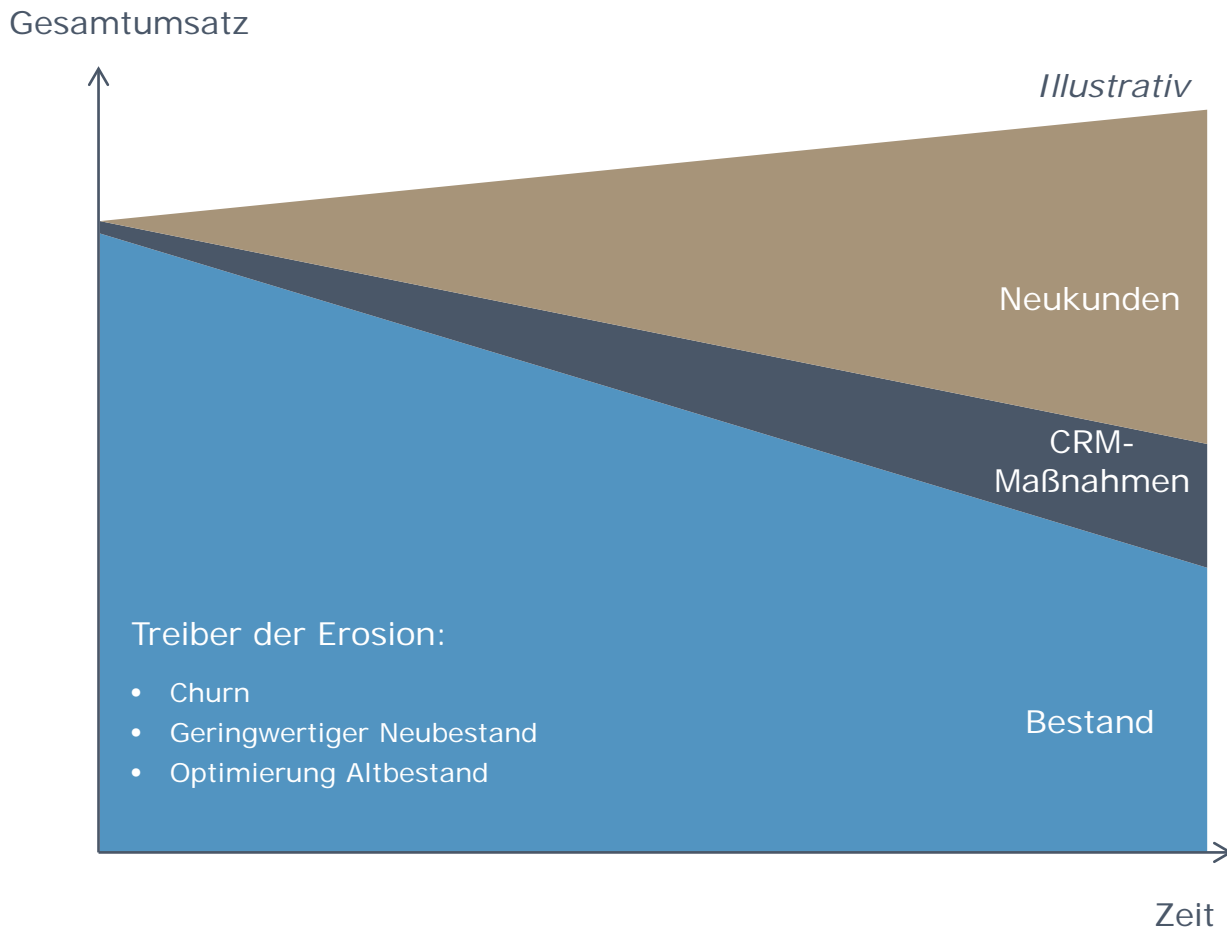 Gesamtumsatz
Illustrativ
Neukunden
CRM-
Maßnahmen
Treiber der Erosion:
• Churn
• Geringwertiger Neubestand
• Optimierung Altbestand
Bestand
Zeit